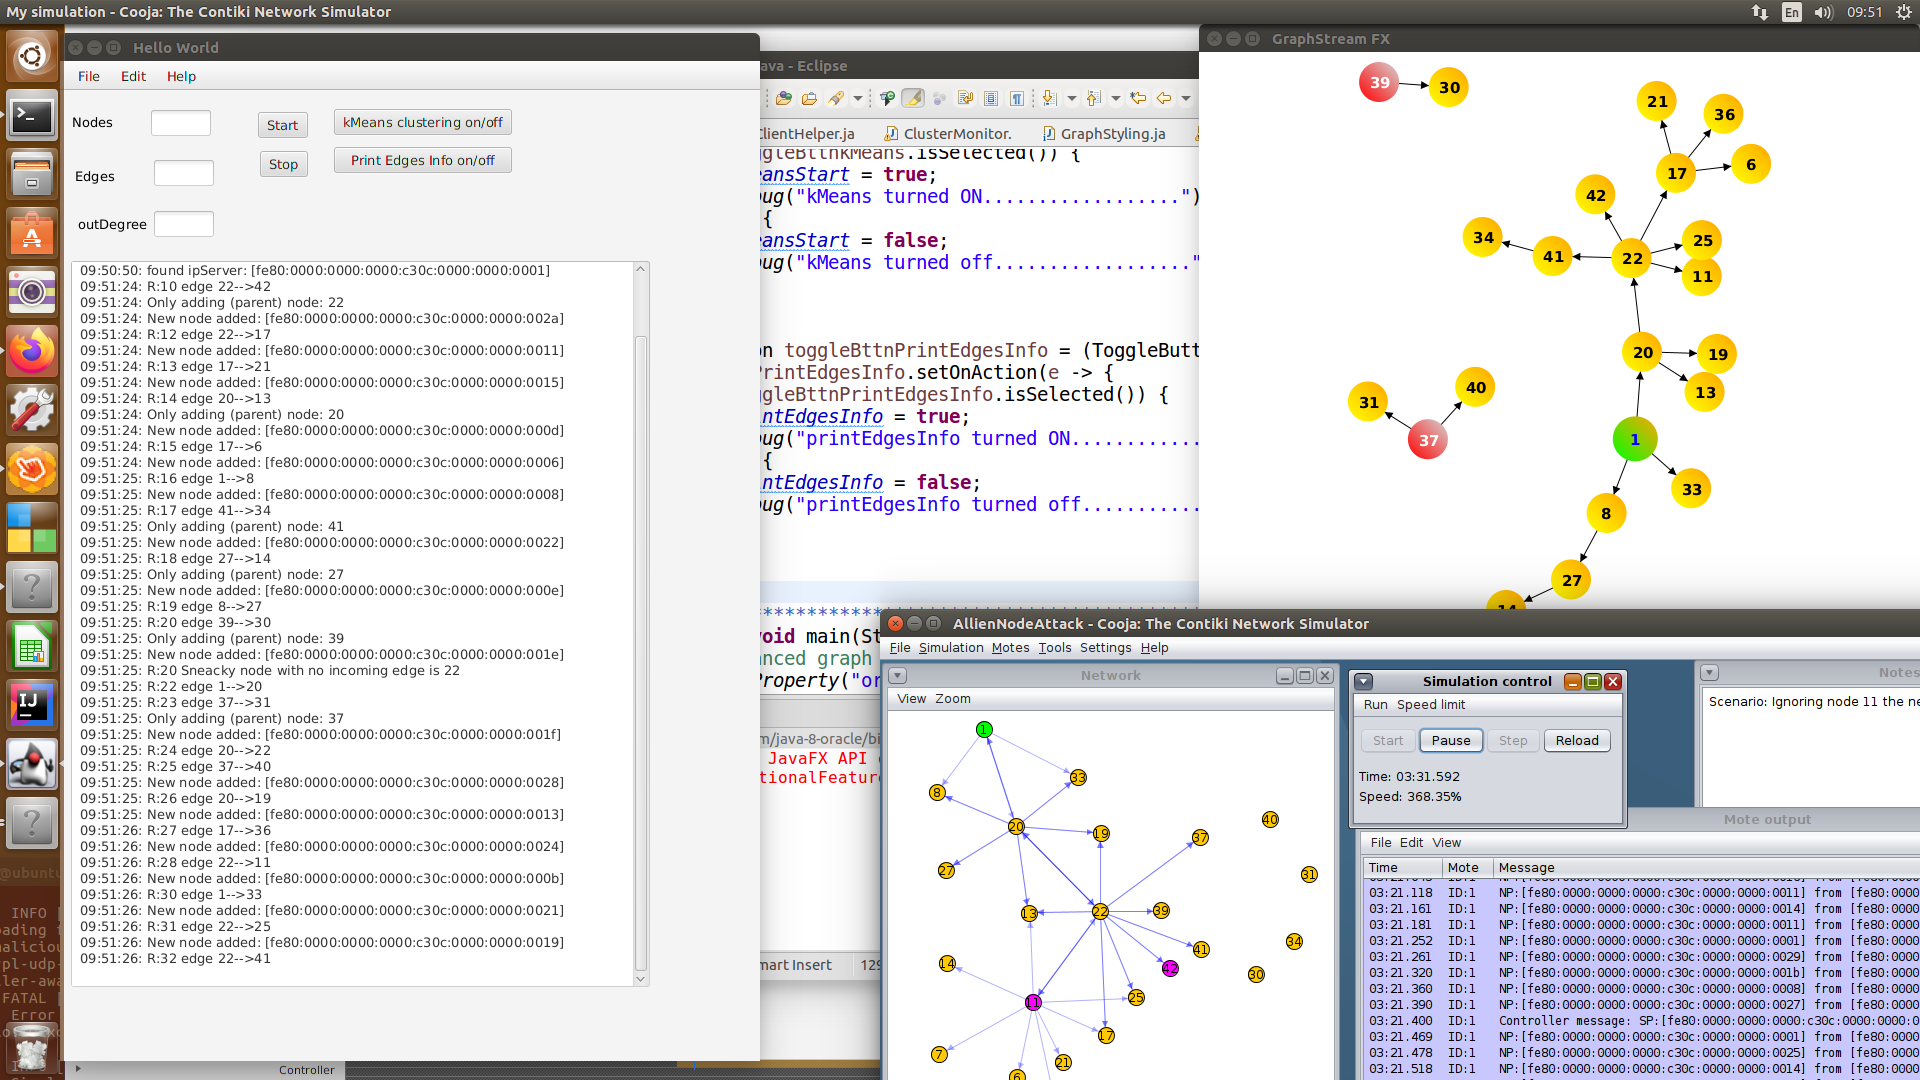 My simulation - Cooja: The Contiki Network Simulator
En
09:51
Hello World
File Edit Help
Nodes
Start
kMeans clustering on/off
Stop
Print Edges Info on/off
Edges
outDegree
09:50:50: found ipServer: [fe80:0000:0000:0000:c30c:0000:0000:0001]
09:51:24: R:10 edge 22-->42
09:51:24: Only adding (parent) node: 22
09:51:24: New node added: [fe80:0000:0000:0000:c30c:0000:0000:002a]
09:51:24: R:12 edge 22-->17
09:51:24: New node added: [fe80:0000:0000:0000:c30c:0000:0000:0011]
09:51:24: R:13 edge 17-->21
09:51:24: New node added: [fe80:0000:0000:0000:c30c:0000:0000:0015]
09:51:24: R:14 edge 20-->13
09:51:24: Only adding (parent) node: 20
09:51:24: New node added: [fe80:0000:0000:0000:c30c:0000:0000:000d]
09:51:24: R:15 edge 17-->6
09:51:24: New node added: [fe80:0000:0000:0000:c30c:0000:0000:0006]
09:51:25: R:16 edge 1-->8
09:51:25: New node added: [fe80:0000:0000:0000:c30c:0000:0000:0008]
09:51:25: R:17 edge 41-->34
09:51:25: Only adding (parent) node: 41
09:51:25: New node added: [fe80:0000:0000:0000:c30c:0000:0000:0022]
09:51:25: R:18 edge 27-->14
09:51:25: Only adding (parent) node: 27
09:51:25: New node added: [fe80:0000:0000:0000:c30c:0000:0000:000e]
09:51:25: R:19 edge 8-->27
09:51:25: R:20 edge 39-->30
09:51:25: Only adding (parent) node: 39
09:51:25: New node added: [fe80:0000:0000:0000:c30c:0000:0000:001e]
09:51:25: R:20 Sneacky node with no incoming edge is 22
09:51:25: R:22 edge 1-->20
09:51:25: R:23 edge 37-->31
09:51:25: Only adding (parent) node: 37
09:51:25: New node added: [fe80:0000:0000:0000:c30c:0000:0000:001f]
09:51:25: R:24 edge 20-->22
09:51:25: R:25 edge 37-->40
09:51:25: New node added: [fe80:0000:0000:0000:c30c:0000:0000:0028]
09:51:25: R:26 edge 20-->19
09:51:25: New node added: [fe80:0000:0000:0000:c30c:0000:0000:0013]
09:51:26: R:27 edge 17-->36
09:51:26: New node added: [fe80:0000:0000:0000:c30c:0000:0000:0024]
09:51:26: R:28 edge 22-->11
09:51:26: New node added: [fe80:0000:0000:0000:c30c:0000:0000:000b]
09:51:26: R:30 edge 1-->33
09:51:26: New node added: [fe80:0000:0000:0000:c30c:0000:0000:0021]
09:51:26: R:31 edge 22-->25
09:51:26: New node added: [fe80:0000:0000:0000:c30c:0000:0000:0019]
09:51:26: R:32 edge 22-->41
@ubuntu
INFO
FATAL
Error
Controller
ava - Eclipse
ClientHelper.ja ClusterMonitor. GraphStyling.ja
ggleBttnkMeans.isSelected()) {
eansStart = true;
bug("kMeans turned ON..................")
{
eansStart = false;
bug("kMeans turned off.................."
on toggleBttnPrintEdgesInfo = (ToggleButt
PrintEdgesInfo.setOnAction(e -> {
ggleBttnPrintEdgesInfo.isSelected()) {
intEdgesInfo = true;
bug("printEdgesInfo turned ON............
{
intEdgesInfo = false;
bug("printEdgesInfo turned off...........
void main(St
anced graph
Property("or
m/java-8-oracle/bi
JavaFX API
tionalFeature
mart Insert 129
GraphStream FX
39 30
21 36
17 6
42
34 41 22 25
11
20 19
13
31 40
37
1
33
8
27
14
AllienNodeAttack - Cooja: The Contiki Network Simulator
File Simulation Motes Tools Settings Help
Network
View Zoom
1
8 33
20 19 37 40
27 31
13 22 39
34
41
14 42 30
11 25
17
7 21
6
Simulation control
Run Speed limit
Start Pause Step Reload
Time: 03:31.592
Speed: 368.35%
Notes
Scenario: Ignoring node 11 the ne
Mote output
File Edit View
Time Mote Message
03:21.118 ID:1 NP:[fe80:0000:0000:0000:c30c:0000:0000:0011] from [fe80:0000
03:21.161 ID:1 NP:[fe80:0000:0000:0000:c30c:0000:0000:0014] from [fe80:0000
03:21.181 ID:1 NP:[fe80:0000:0000:0000:c30c:0000:0000:0011] from [fe80:0000
03:21.252 ID:1 NP:[fe80:0000:0000:0000:c30c:0000:0000:0001] from [fe80:0000
03:21.261 ID:1 NP:[fe80:0000:0000:0000:c30c:0000:0000:0029] from [fe80:0000
03:21.320 ID:1 NP:[fe80:0000:0000:0000:c30c:0000:0000:001b] from [fe80:0000
03:21.360 ID:1 NP:[fe80:0000:0000:0000:c30c:0000:0000:0008] from [fe80:0000
03:21.390 ID:1 NP:[fe80:0000:0000:0000:c30c:0000:0000:0027] from [fe80:0000
03:21.400 ID:1 Controller message: SP:[fe80:0000:0000:0000:c30c:0000:0000:0
03:21.469 ID:1 NP:[fe80:0000:0000:0000:c30c:0000:0000:0001] from [fe80:0000
03:21.478 ID:1 NP:[fe80:0000:0000:0000:c30c:0000:0000:0025] from [fe80:0000
03:21.518 ID:1 NP:[fe80:0000:0000:0000:c30c:0000:0000:0014] from [fe80:0000